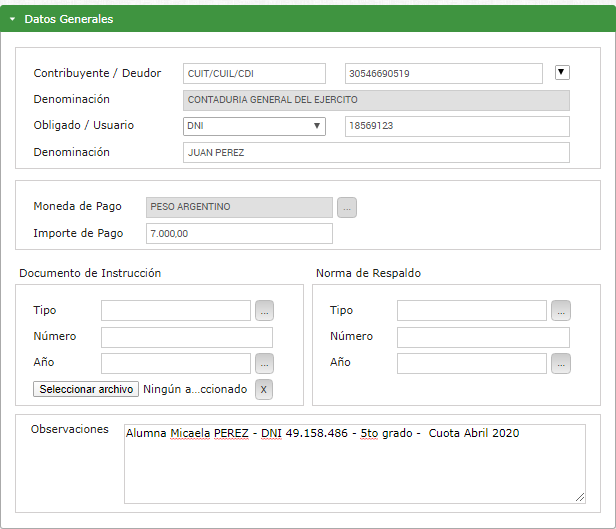 Datos Generales
Contribuyente / Deudor CUIT/CUIL/CDI 30546690519
Denominación CONTADURIA GENERAL DEL EJERCITO
Obligado / Usuario DNI 18569123
Denominación JUAN PEREZ
Moneda de Pago PESO ARGENTINO ...
Importe de Pago 7.000,00
Documento de Instrucción
Tipo ...
Número
Año ...
Seleccionar archivo Ningún a...ccionado X
Norma de Respaldo
Tipo ...
Número
Año ...
Observaciones Alumna Micaela PEREZ - DNI 49.158.486 - 5to grado - Cuota Abril 2020